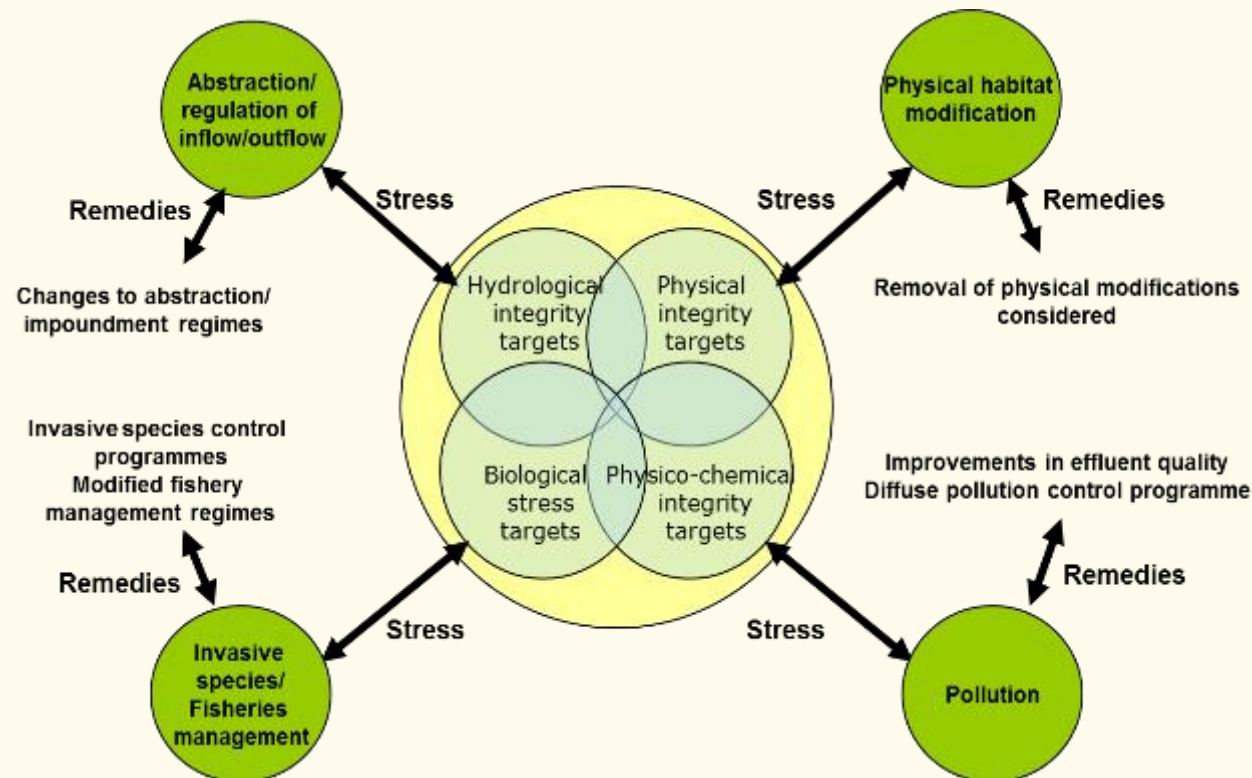 Abstraction/
regulation of
inflow/outflow
Physical habitat
modification
Remedies
Stress
Stress
Remedies
Changes to abstraction/
impoundment regimes
Hydrological
integrity
targets
Physical
integrity
targets
Removal of physical modifications
considered
Invasive species control
programmes
Modified fishery
management regimes
Biological
stress
targets
Physico-chemical
integrity
targets
Improvements in effluent quality
Diffuse pollution control programme
Remedies
Stress
Stress
Remedies
Invasive
species/
Fisheries
management
Pollution